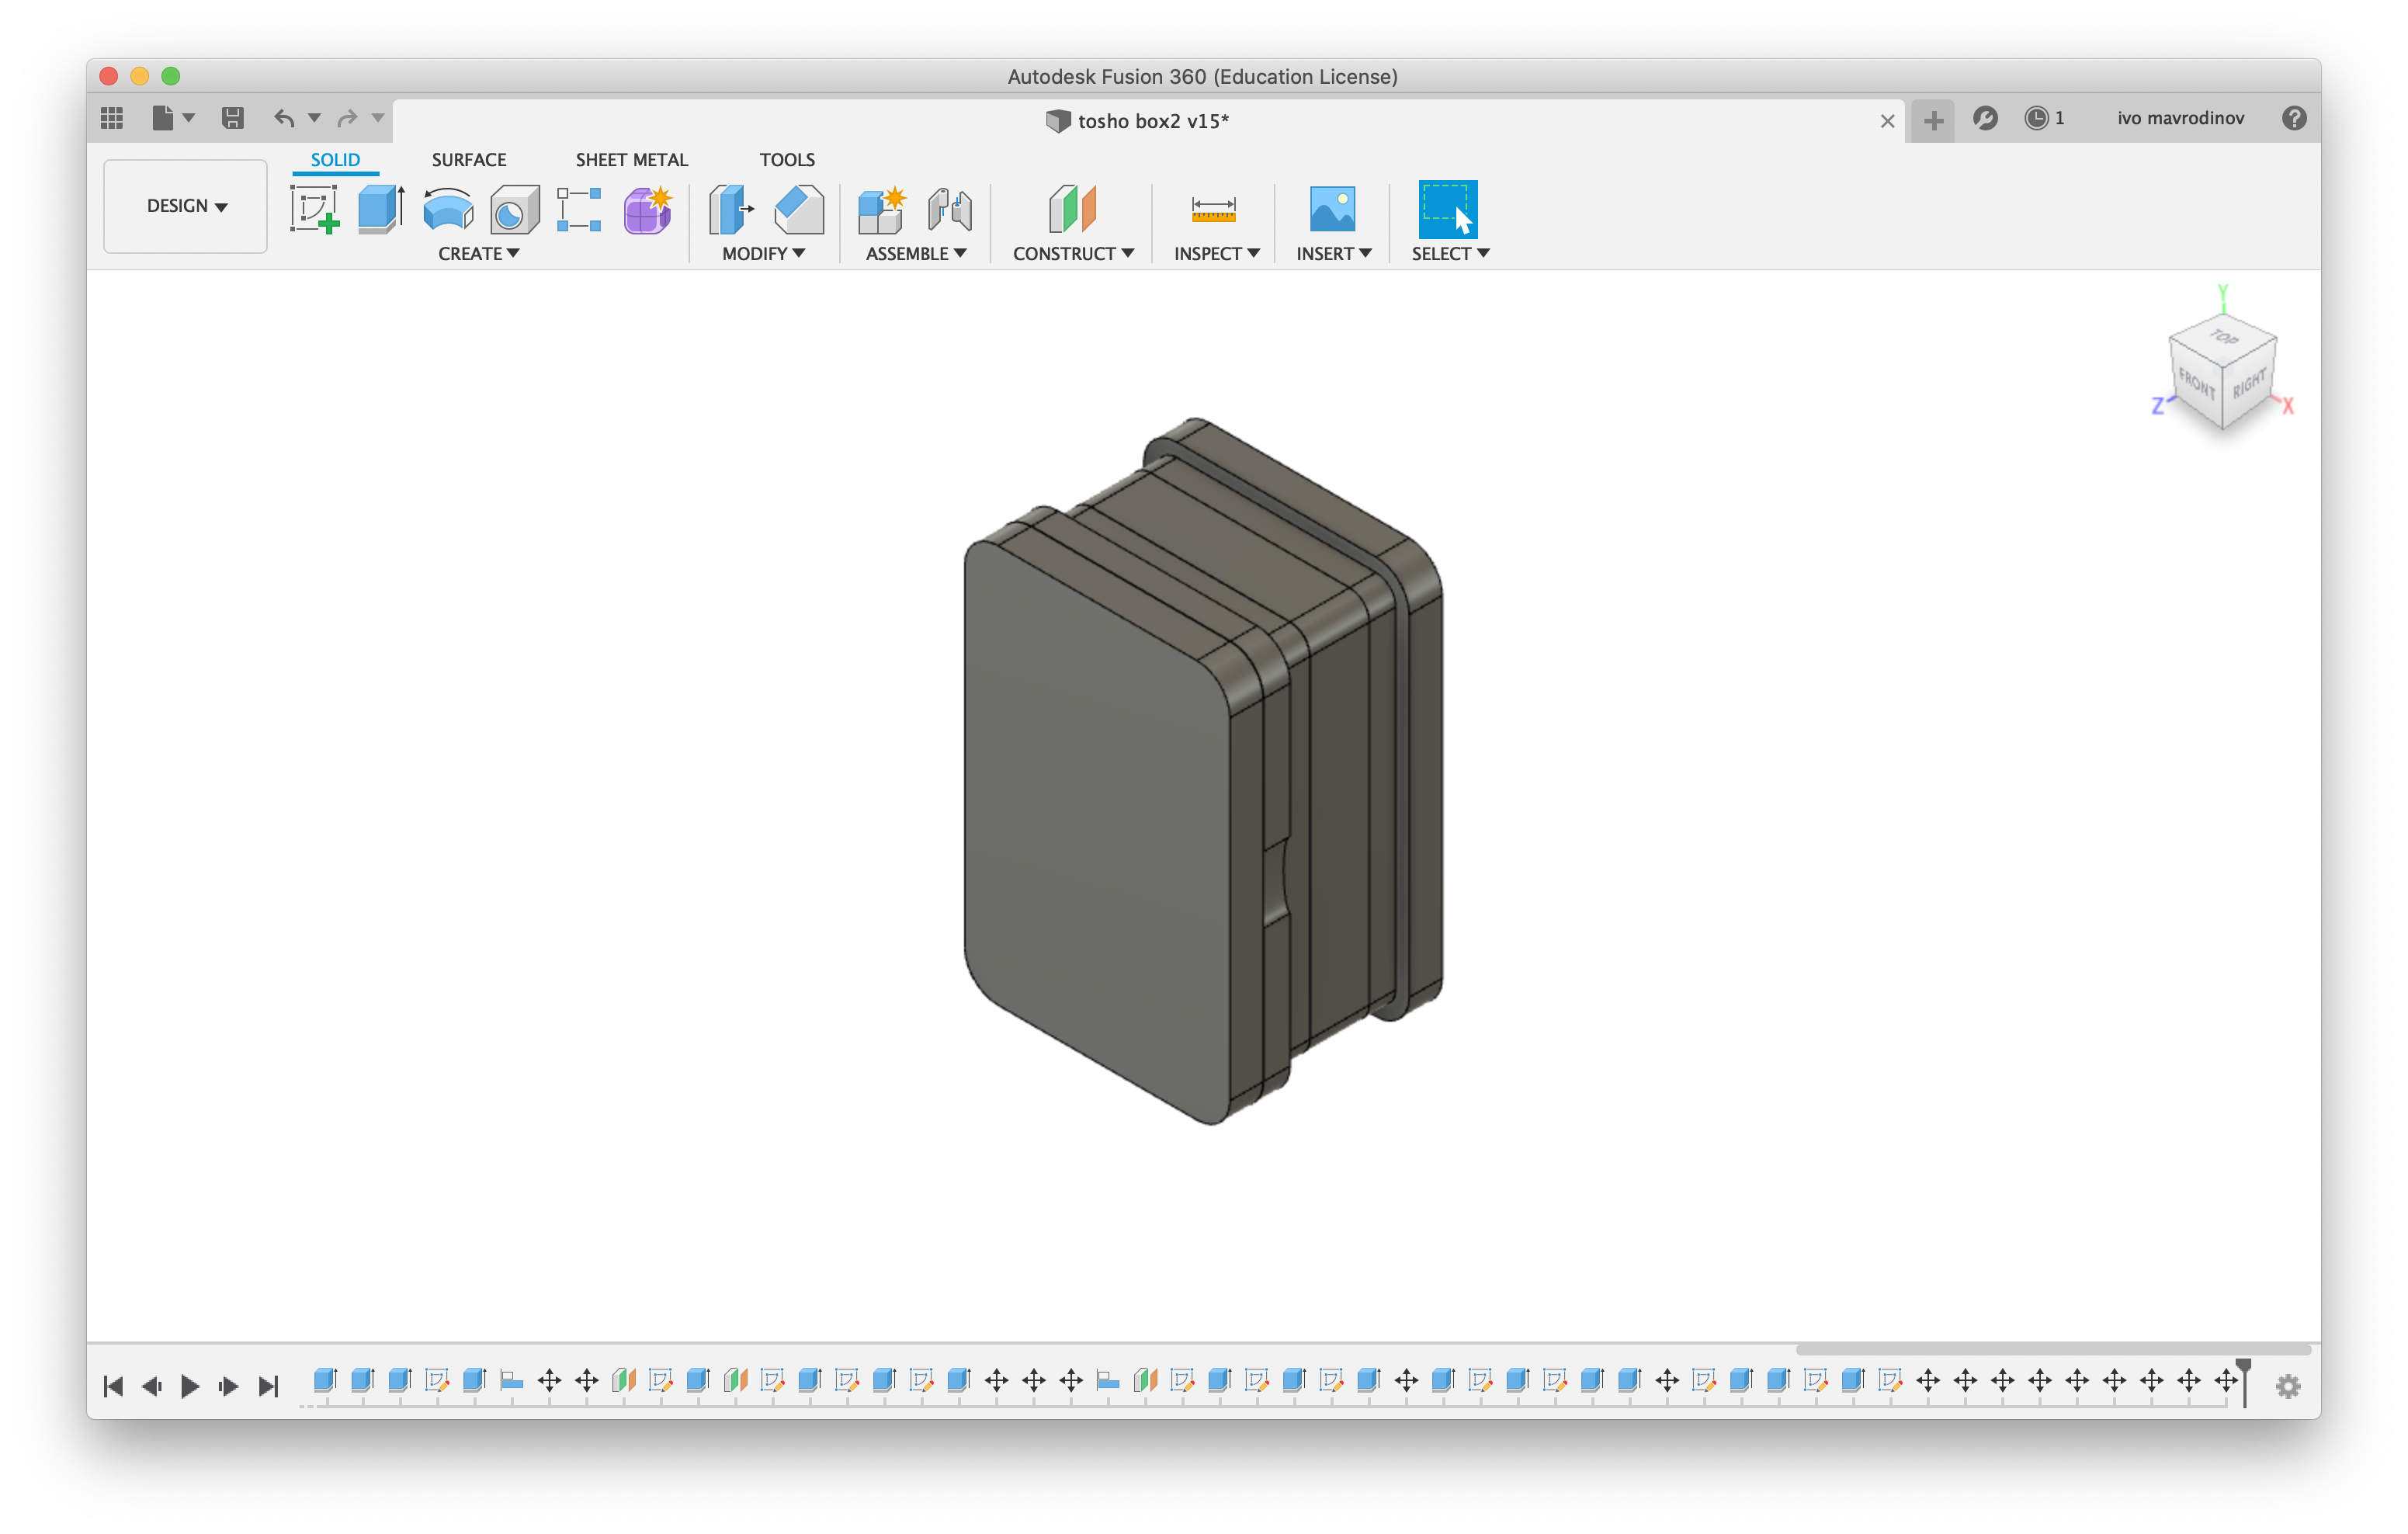 Autodesk Fusion 360 (Education License)
tosho box2 v15*
1
ivo mavrodinov
SOLID SURFACE SHEET METAL TOOLS
DESIGN
CREATE MODIFY ASSEMBLE CONSTRUCT INSPECT INSERT SELECT
Y
TOP
FRONT RIGHT
Z X